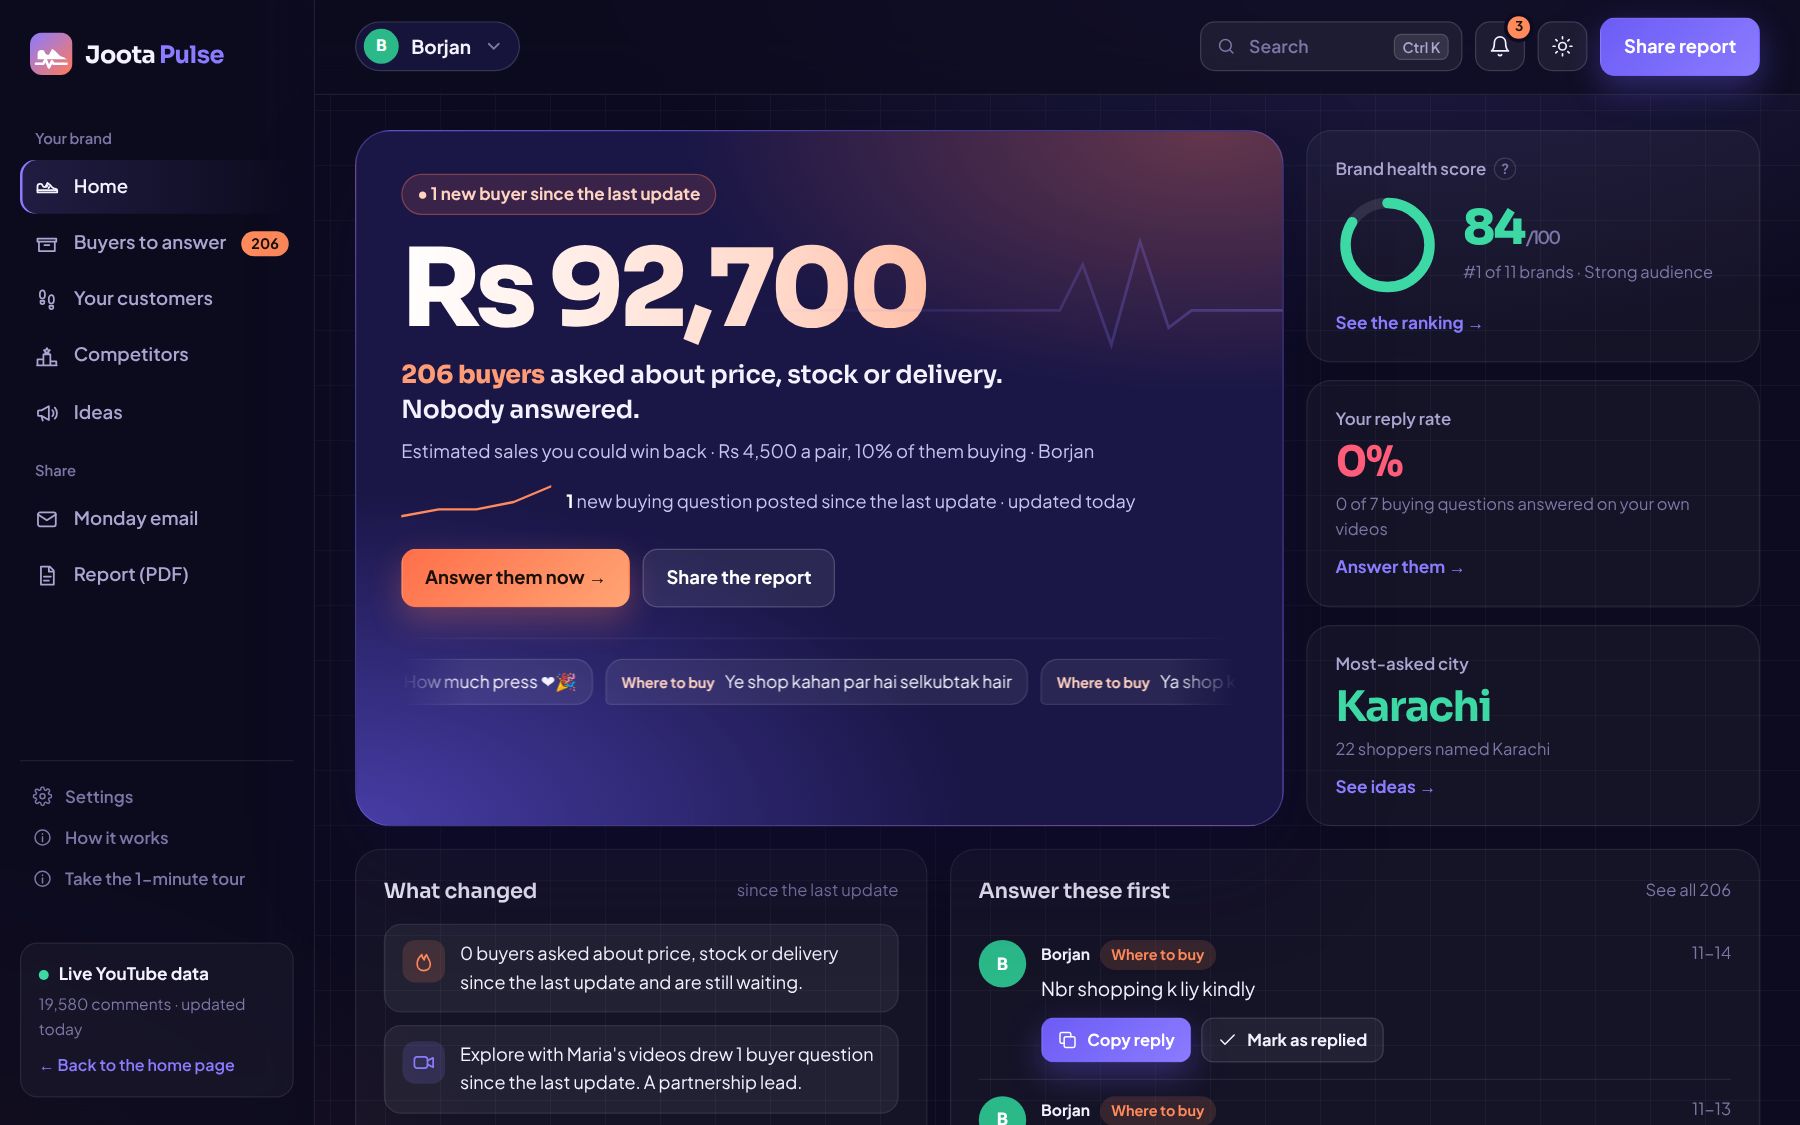 Joota Pulse
Your brand
Home
Buyers to answer 206
Your customers
Competitors
Ideas
Share
Monday email
Report (PDF)
Settings
How it works
Take the 1-minute tour
Live YouTube data
19,580 comments · updated
today
← Back to the home page
B Borjan
Search Ctrl K
3
Share report
• 1 new buyer since the last update
Rs 92,700
206 buyers asked about price, stock or delivery.
Nobody answered.
Estimated sales you could win back · Rs 4,500 a pair, 10% of them buying · Borjan
1 new buying question posted since the last update · updated today
Answer them now →
Share the report
How much press ❤🎉
Where to buy Ye shop kahan par hai selkubtak hair
Where to buy Ya shop k
Brand health score ?
84/100
#1 of 11 brands · Strong audience
See the ranking →
Your reply rate
0%
0 of 7 buying questions answered on your own
videos
Answer them →
Most-asked city
Karachi
22 shoppers named Karachi
See ideas →
What changed
since the last update
0 buyers asked about price, stock or delivery
since the last update and are still waiting.
Explore with Maria's videos drew 1 buyer question
since the last update. A partnership lead.
Answer these first
See all 206
B Borjan Where to buy 11-14
Nbr shopping k liy kindly
Copy reply
Mark as replied
B Borjan Where to buy 11-13